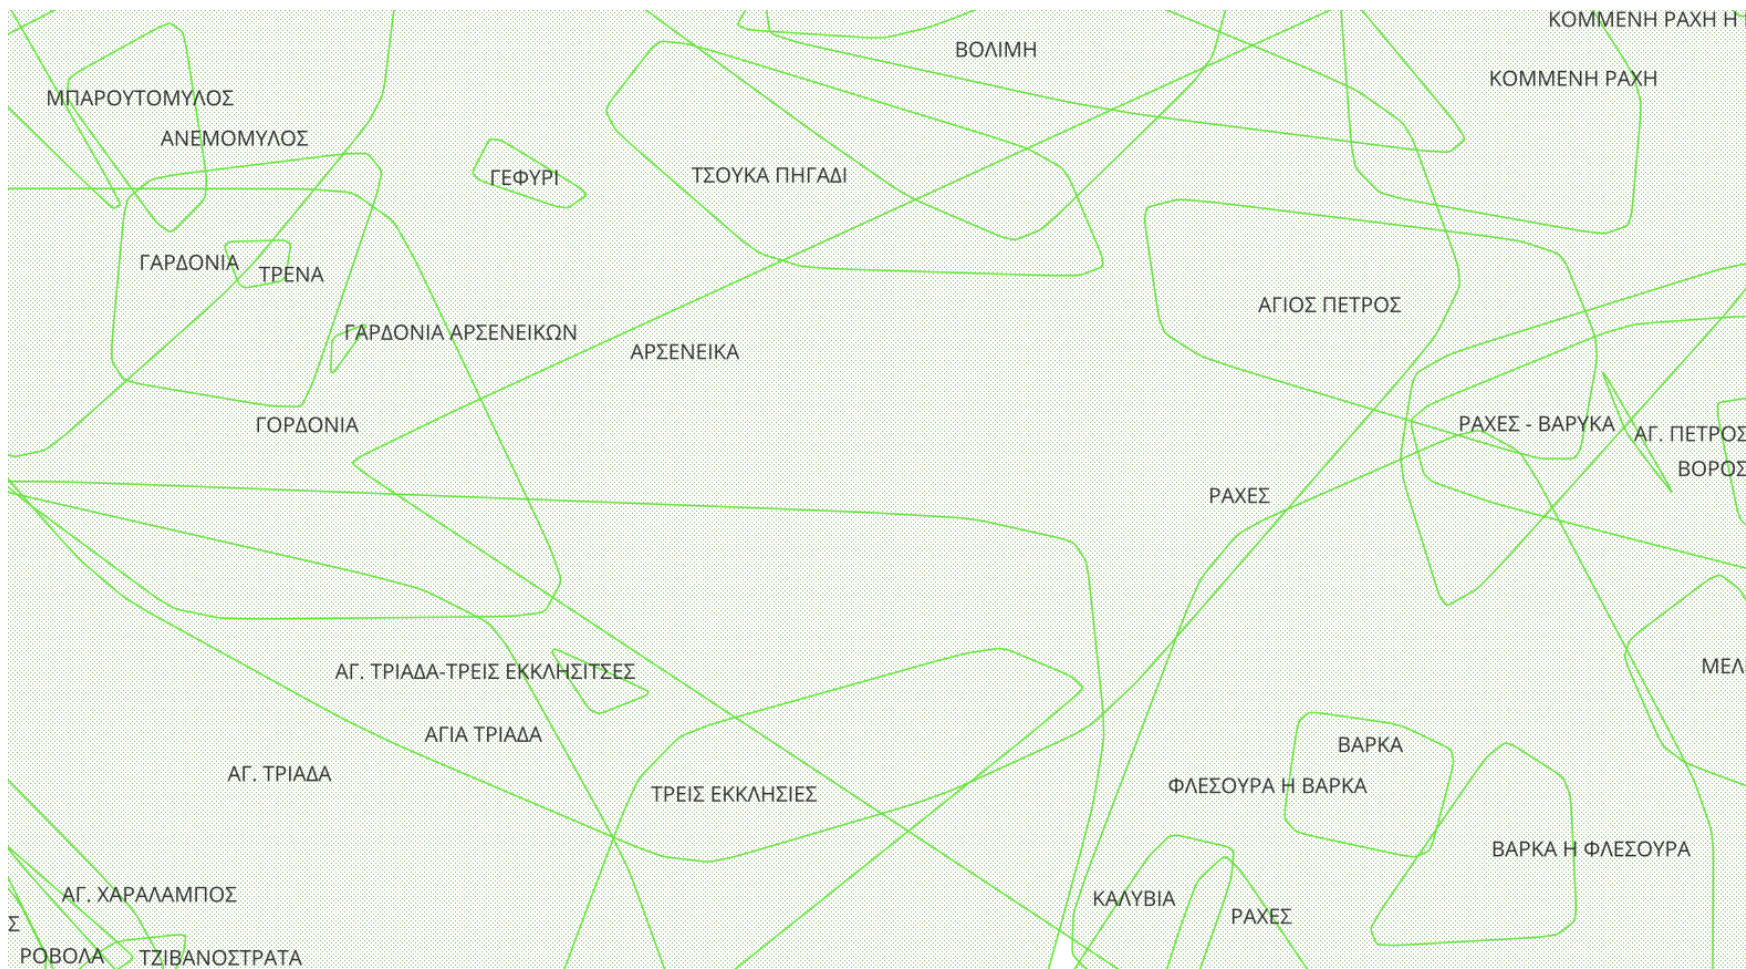 ΚΟΜΜΕΝΗ ΡΑΧΗ Η
ΒΟΛΙΜΗ
ΚΟΜΜΕΝΗ ΡΑΧΗ
ΜΠΑΡΟΥΤΟΜΥΛΟΣ
ΑΝΕΜΟΜΥΛΟΣ
ΓΕΦΥΡΙ
ΤΣΟΥΚΑ ΠΗΓΑΔΙ
ΓΑΡΔΟΝΙΑ
ΤΡΕΝΑ
ΑΓΙΟΣ ΠΕΤΡΟΣ
ΓΑΡΔΟΝΙΑ ΑΡΣΕΝΕΙΚΩΝ
ΑΡΣΕΝΕΙΚΑ
ΓΟΡΔΟΝΙΑ
ΡΑΧΕΣ - ΒΑΡΥΚΑ
ΑΓ. ΠΕΤΡΟΣ
ΒΟΡΟΣ
ΡΑΧΕΣ
ΑΓ. ΤΡΙΑΔΑ-ΤΡΕΙΣ ΕΚΚΛΗΣΙΤΣΕΣ
ΜΕΛ
ΑΓΙΑ ΤΡΙΑΔΑ
ΒΑΡΚΑ
ΑΓ. ΤΡΙΑΔΑ
ΦΛΕΣΟΥΡΑ Η ΒΑΡΚΑ
ΤΡΕΙΣ ΕΚΚΛΗΣΙΕΣ
ΒΑΡΚΑ Η ΦΛΕΣΟΥΡΑ
ΑΓ. ΧΑΡΑΛΑΜΠΟΣ
ΚΑΛΥΒΙΑ
ΡΑΧΕΣ
Σ
ΡΟΒΟΛΑ
ΤΖΙΒΑΝΟΣΤΡΑΤΑ